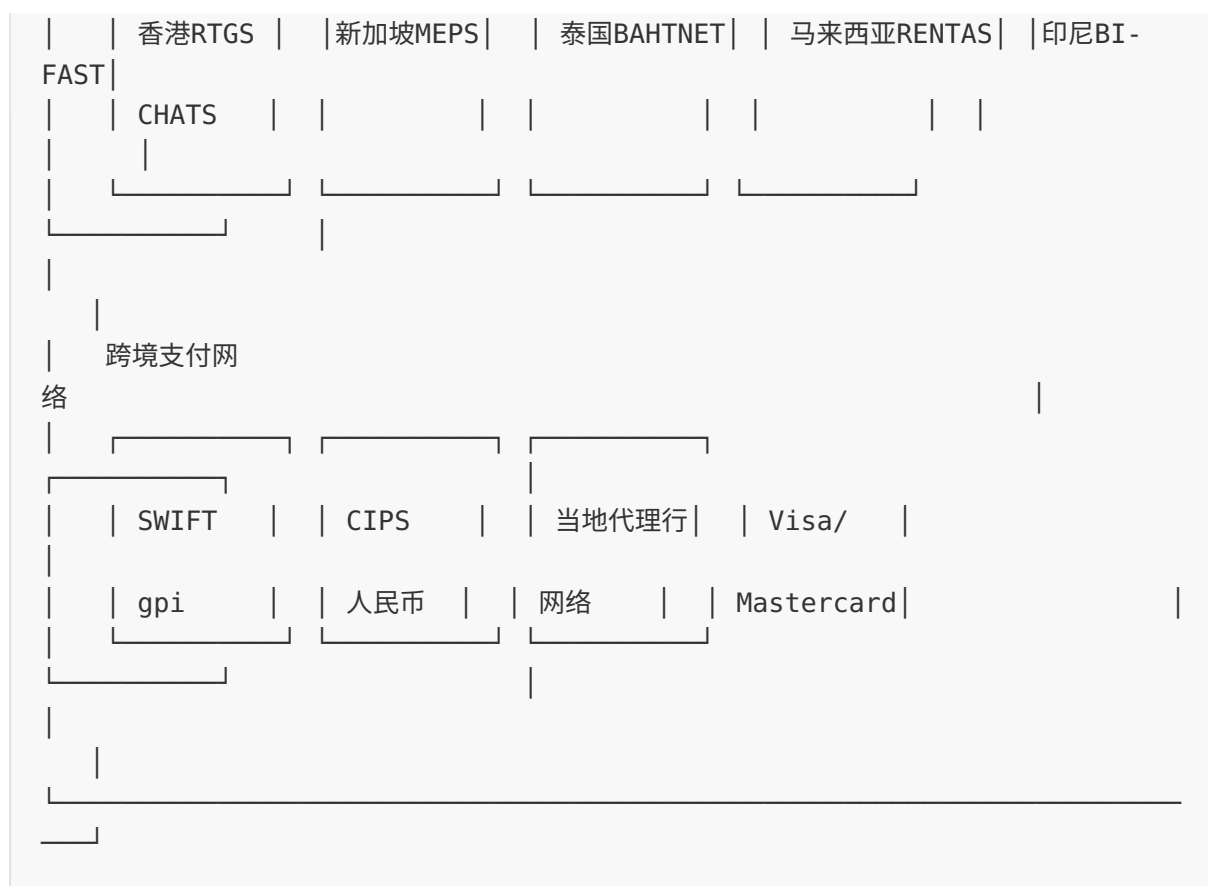 │ │ 香港RTGS │ │新加坡MEPS│ │ 泰国BAHTNET│ │ 马来西亚RENTAS│ │印尼BI-
FAST│
│ │ CHATS │ │ │ │ │ │ │ │
│ │
│ └──────────┘ └──────────┘ └──────────┘ └──────────┘
└──────────┘ │
│
│
│ 跨境支付网
络 │
│ ┌──────────┐ ┌──────────┐ ┌──────────┐
┌──────────┐ │
│ │ SWIFT │ │ CIPS │ │ 当地代理行│ │ Visa/ │
│
│ │ gpi │ │ 人民币 │ │ 网络 │ │ Mastercard│ │
│ └──────────┘ └──────────┘ └──────────┘
└──────────┘ │
│
│
└──────────────────────────────────────────────────────────────────
───┘